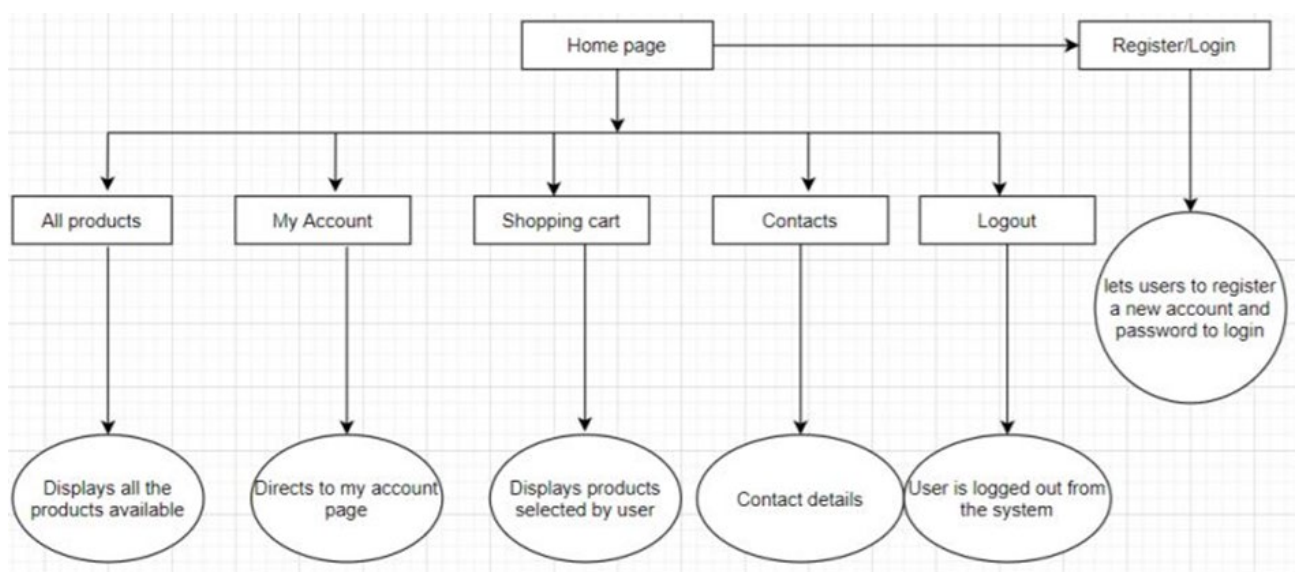 Home page
Register/Login
All products
My Account
Shopping cart
Contacts
Logout
lets users to register
a new account and
password to login
Displays all the
products available
Directs to my account
page
Displays products
selected by user
Contact details
User is logged out from
the system